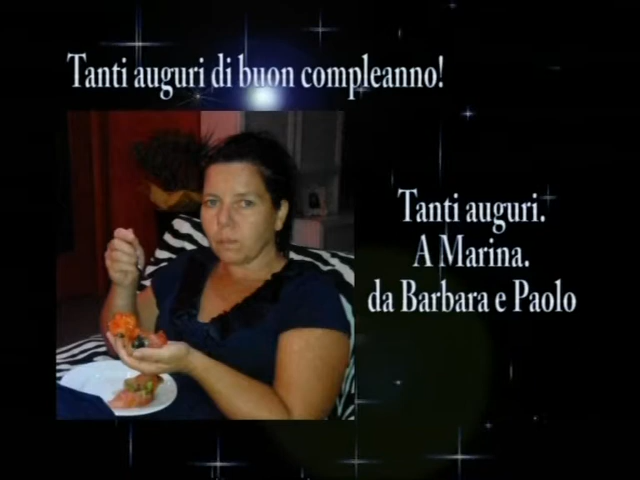 Tanti auguri di buon compleanno!
Tanti auguri.
A Marina.
da Barbara e Paolo